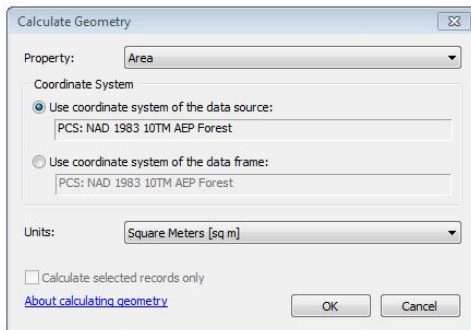 Calculate Geometry
Property:
Area
Coordinate System
Use coordinate system of the data source:
PCS: NAD 1983 10TM AEP Forest
Use coordinate system of the data frame:
PCS: NAD 1983 10TM AEP Forest
Units:
Square Meters [sq m]
Calculate selected records only
About calculating geometry
OK
Cancel